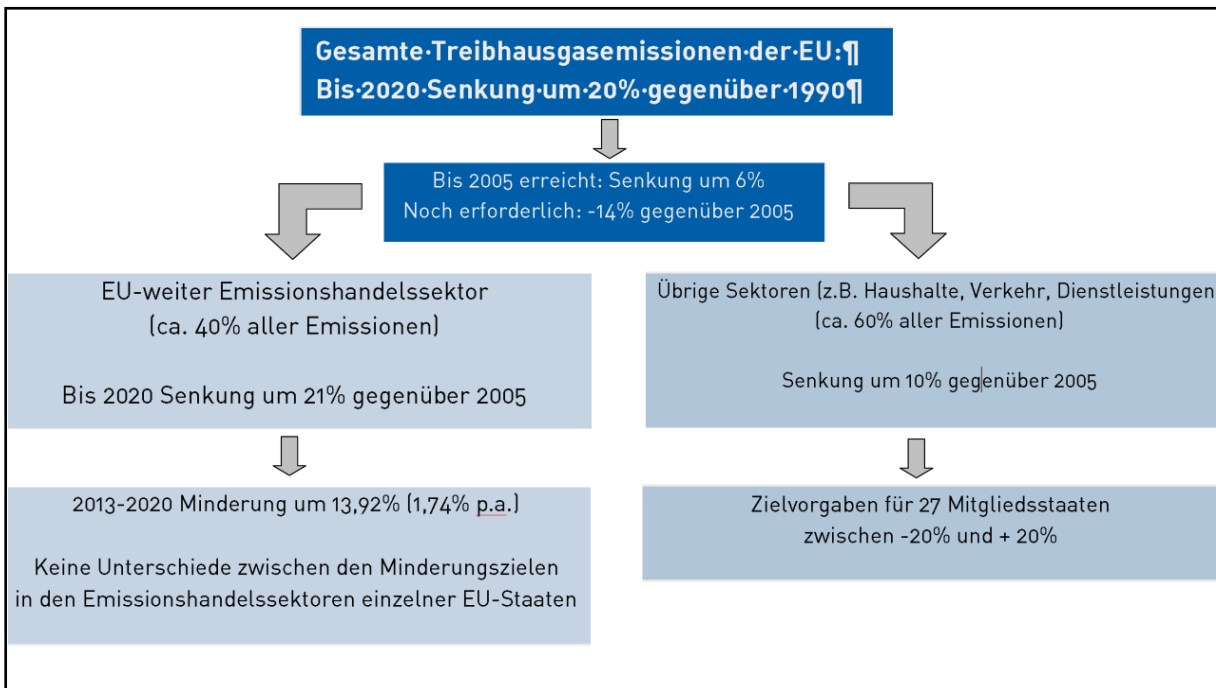 Gesamte·Treibhausgasemissionen·der·EU:¶
Bis·2020·Senkung·um·20%·gegenüber·1990¶
Bis 2005 erreicht: Senkung um 6%
Noch erforderlich: -14% gegenüber 2005
EU-weiter Emissionshandelssektor
(ca. 40% aller Emissionen)
Bis 2020 Senkung um 21% gegenüber 2005
Übrige Sektoren (z.B. Haushalte, Verkehr, Dienstleistungen
(ca. 60% aller Emissionen)
Senkung um 10% gegenüber 2005
2013-2020 Minderung um 13,92% (1,74% p.a.)
Keine Unterschiede zwischen den Minderungszielen
in den Emissionshandelssektoren einzelner EU-Staaten
Zielvorgaben für 27 Mitgliedsstaaten
zwischen -20% und + 20%